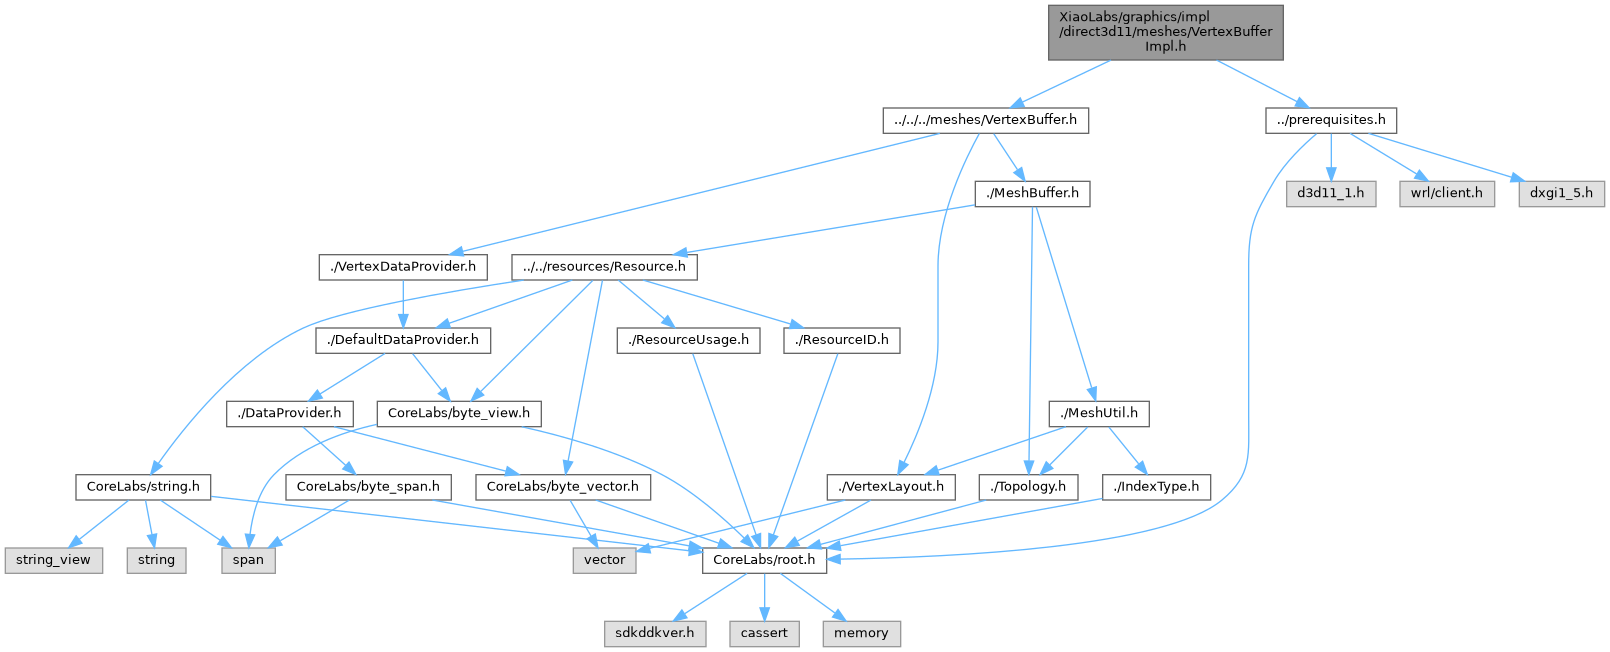 XiaoLabs/graphics/impl
/direct3d11/meshes/VertexBuffer
Impl.h
../../../meshes/VertexBuffer.h
../prerequisites.h
./MeshBuffer.h
d3d11_1.h
wrl/client.h
dxgi1_5.h
./VertexDataProvider.h
../../resources/Resource.h
./DefaultDataProvider.h
./ResourceUsage.h
./ResourceID.h
./DataProvider.h
CoreLabs/byte_view.h
./MeshUtil.h
CoreLabs/string.h
CoreLabs/byte_span.h
CoreLabs/byte_vector.h
./VertexLayout.h
./Topology.h
./IndexType.h
string_view
string
span
vector
CoreLabs/root.h
sdkddkver.h
cassert
memory